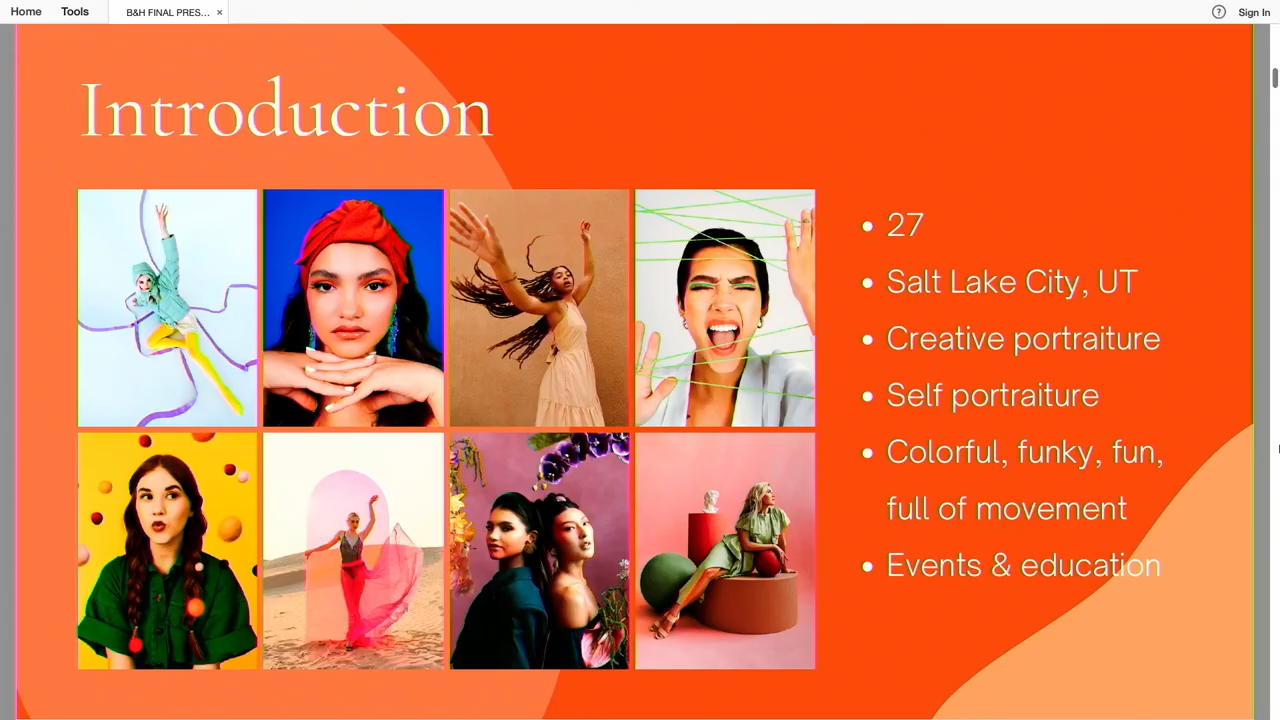 Home Tools B&H FINAL PRES... × ? Sign In
Introduction
• 27
• Salt Lake City, UT
• Creative portraiture
• Self portraiture
• Colorful, funky, fun,
full of movement
• Events & education